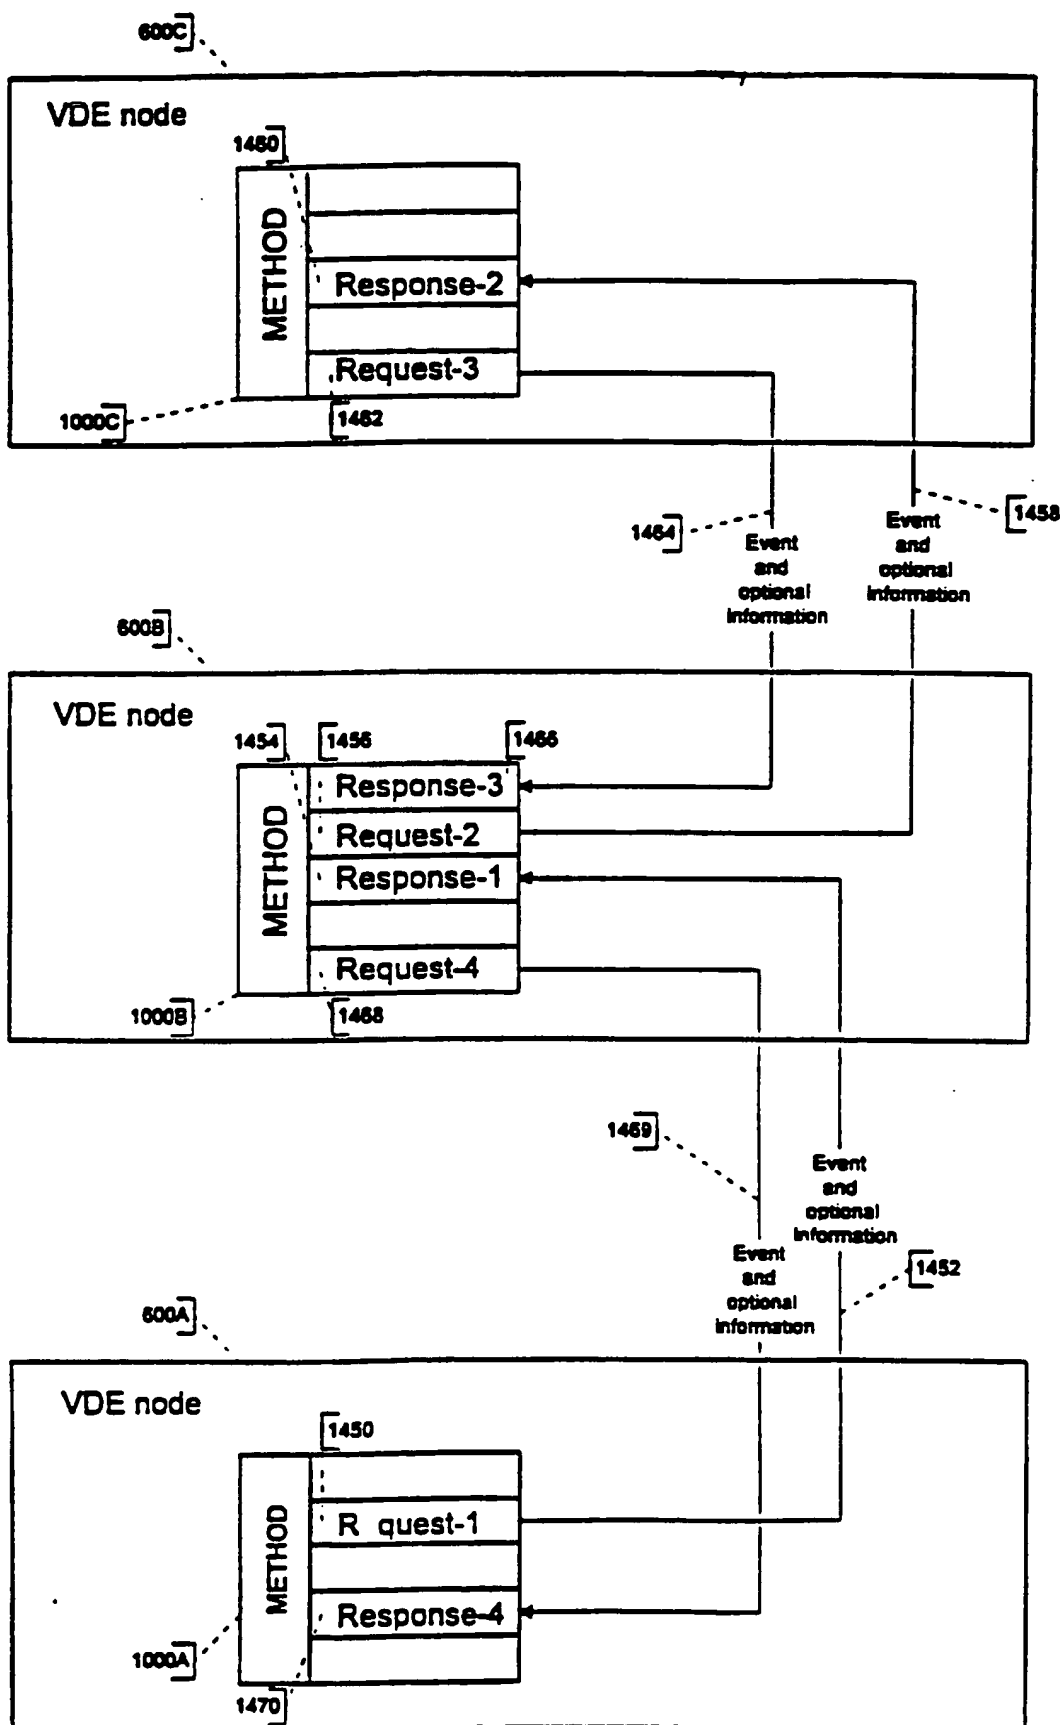 600C
VDE node
1460
METHOD
Response-2
Request-3
1000C
1462
1464
1458
Event
and
optional
information
Event
and
optional
information
600B
VDE node
1454
1456
1466
METHOD
Response-3
Request-2
Response-1
Request-4
1000B
1468
1469
Event
and
optional
information
Event
and
optional
information
1452
600A
VDE node
1450
METHOD
R quest-1
Response-4
1000A
1470